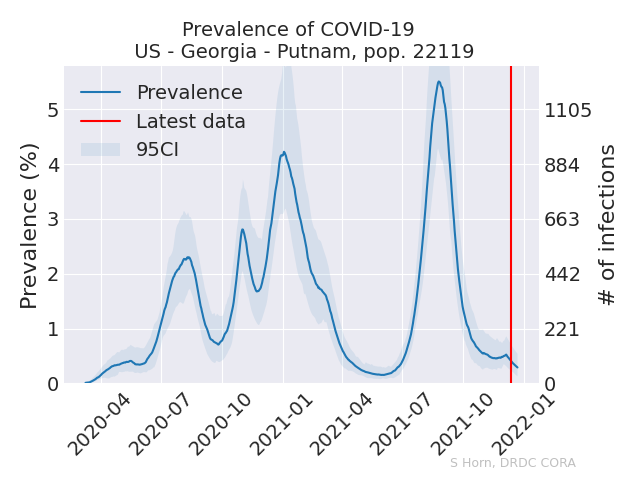 Prevalence of COVID-19
US - Georgia - Putnam, pop. 22119
Prevalence
Latest data
95CI
Prevalence (%)
5
4
3
2
1
0
1105
884
663
442
221
0
# of infections
2020-04
2020-07
2020-10
2021-01
2021-04
2021-07
2021-10
2022-01
S Horn, DRDC CORA